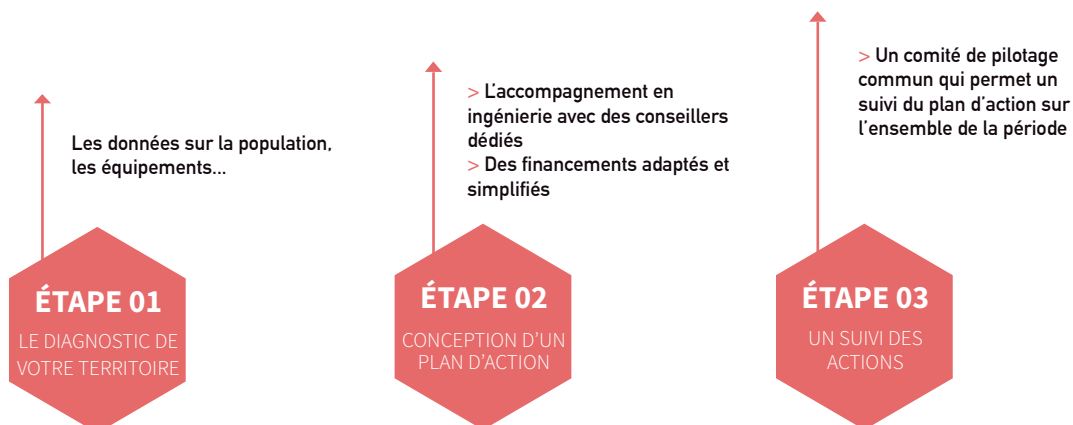 Les données sur la population,
les équipements...
ÉTAPE 01
LE DIAGNOSTIC DE
VOTRE TERRITOIRE
> L’accompagnement en
ingénierie avec des conseillers
dédiés
> Des financements adaptés et
simplifiés
ÉTAPE 02
CONCEPTION D’UN
PLAN D’ACTION
> Un comité de pilotage
commun qui permet un
suivi du plan d’action sur
l’ensemble de la période
ÉTAPE 03
UN SUIVI DES
ACTIONS